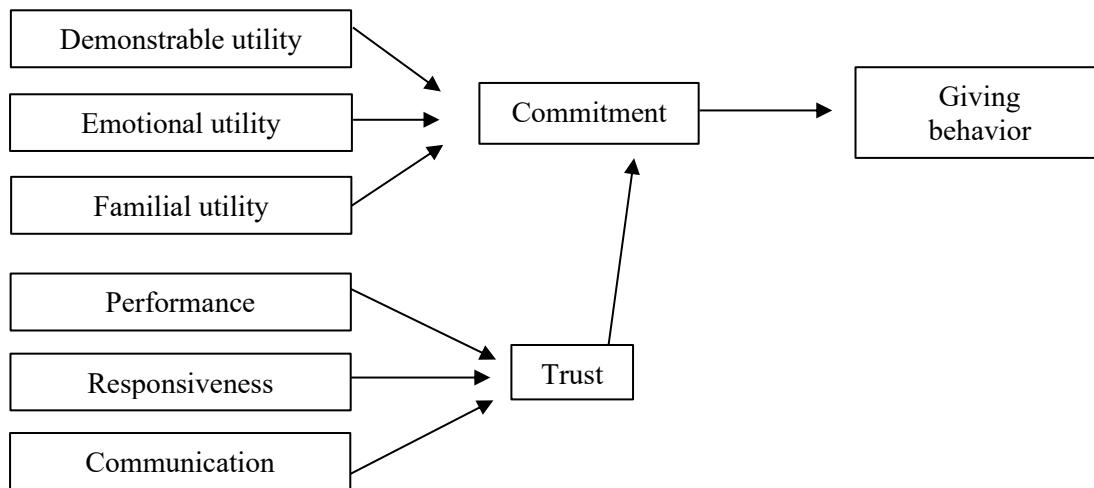 Demonstrable utility
Emotional utility
Familial utility
Commitment
Giving
behavior
Performance
Responsiveness
Communication
Trust